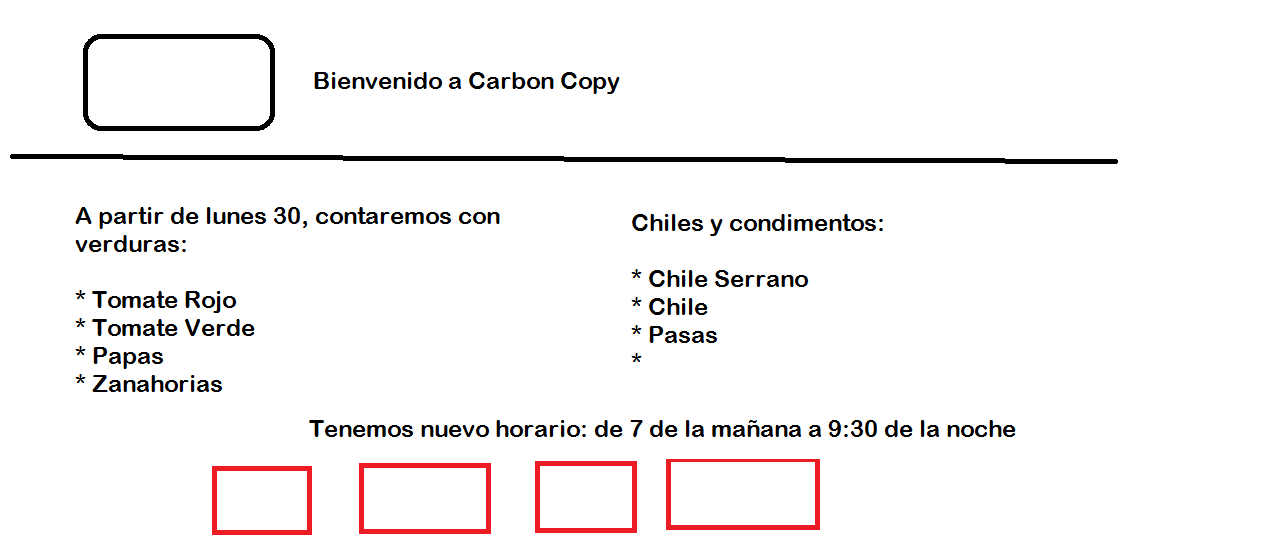 Bienvenido a Carbon Copy
A partir de lunes 30, contaremos con
verduras:
* Tomate Rojo
* Tomate Verde
* Papas
* Zanahorias
Chiles y condimentos:
* Chile Serrano
* Chile
* Pasas
*
Tenemos nuevo horario: de 7 de la mañana a 9:30 de la noche